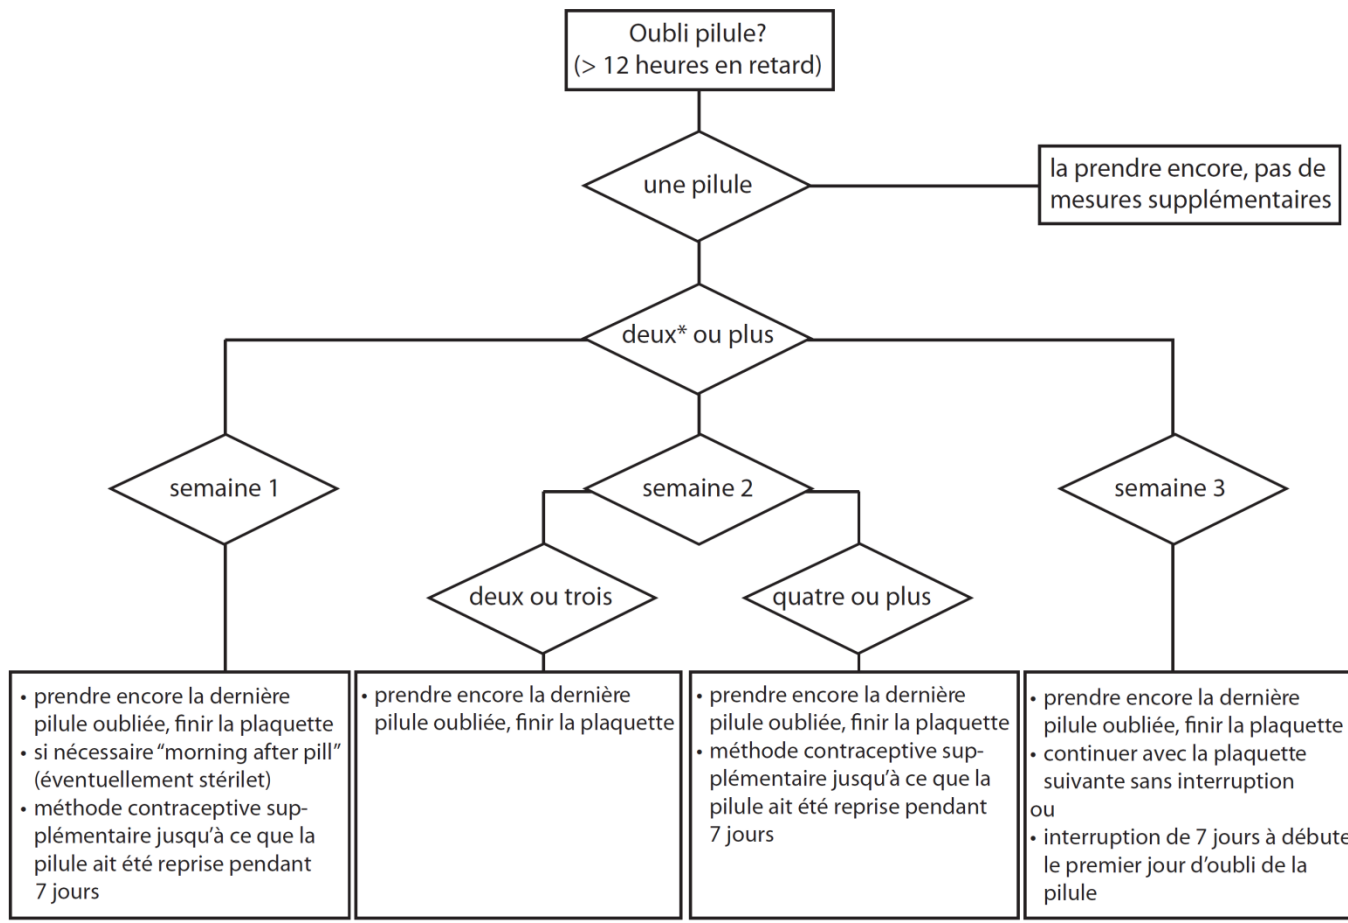 Oubli pilule?
(> 12 heures en retard)
une pilule
la prendre encore, pas de
mesures supplémentaires
deux* ou plus
semaine 1
semaine 2
semaine 3
deux ou trois
quatre ou plus
• prendre encore la dernière
pilule oubliée, finir la plaquette
• si nécessaire “morning after pill”
(éventuellement stérilet)
• méthode contraceptive sup-
plémentaire jusqu’à ce que la
pilule ait été reprise pendant
7 jours
• prendre encore la dernière
pilule oubliée, finir la plaquette
• prendre encore la dernière
pilule oubliée, finir la plaquette
• méthode contraceptive sup-
plémentaire jusqu’à ce que la
pilule ait été reprise pendant
7 jours
• prendre encore la dernière
pilule oubliée, finir la plaquette
• continuer avec la plaquette
suivante sans interruption
ou
• interruption de 7 jours à débute
le premier jour d’oubli de la
pilule